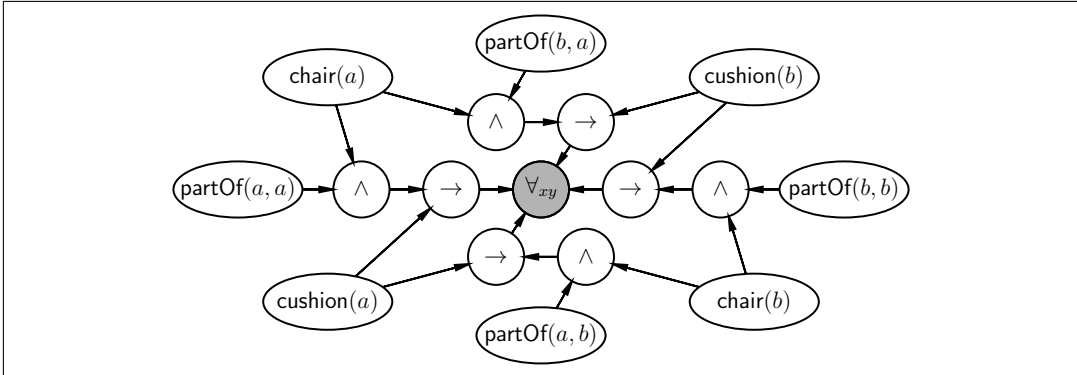 partOf(b, a)
chair(a)
cushion(b)
∧
→
partOf(a, a)
∧
→
∀xy
→
∧
partOf(b, b)
→
∧
cushion(a)
chair(b)
partOf(a, b)